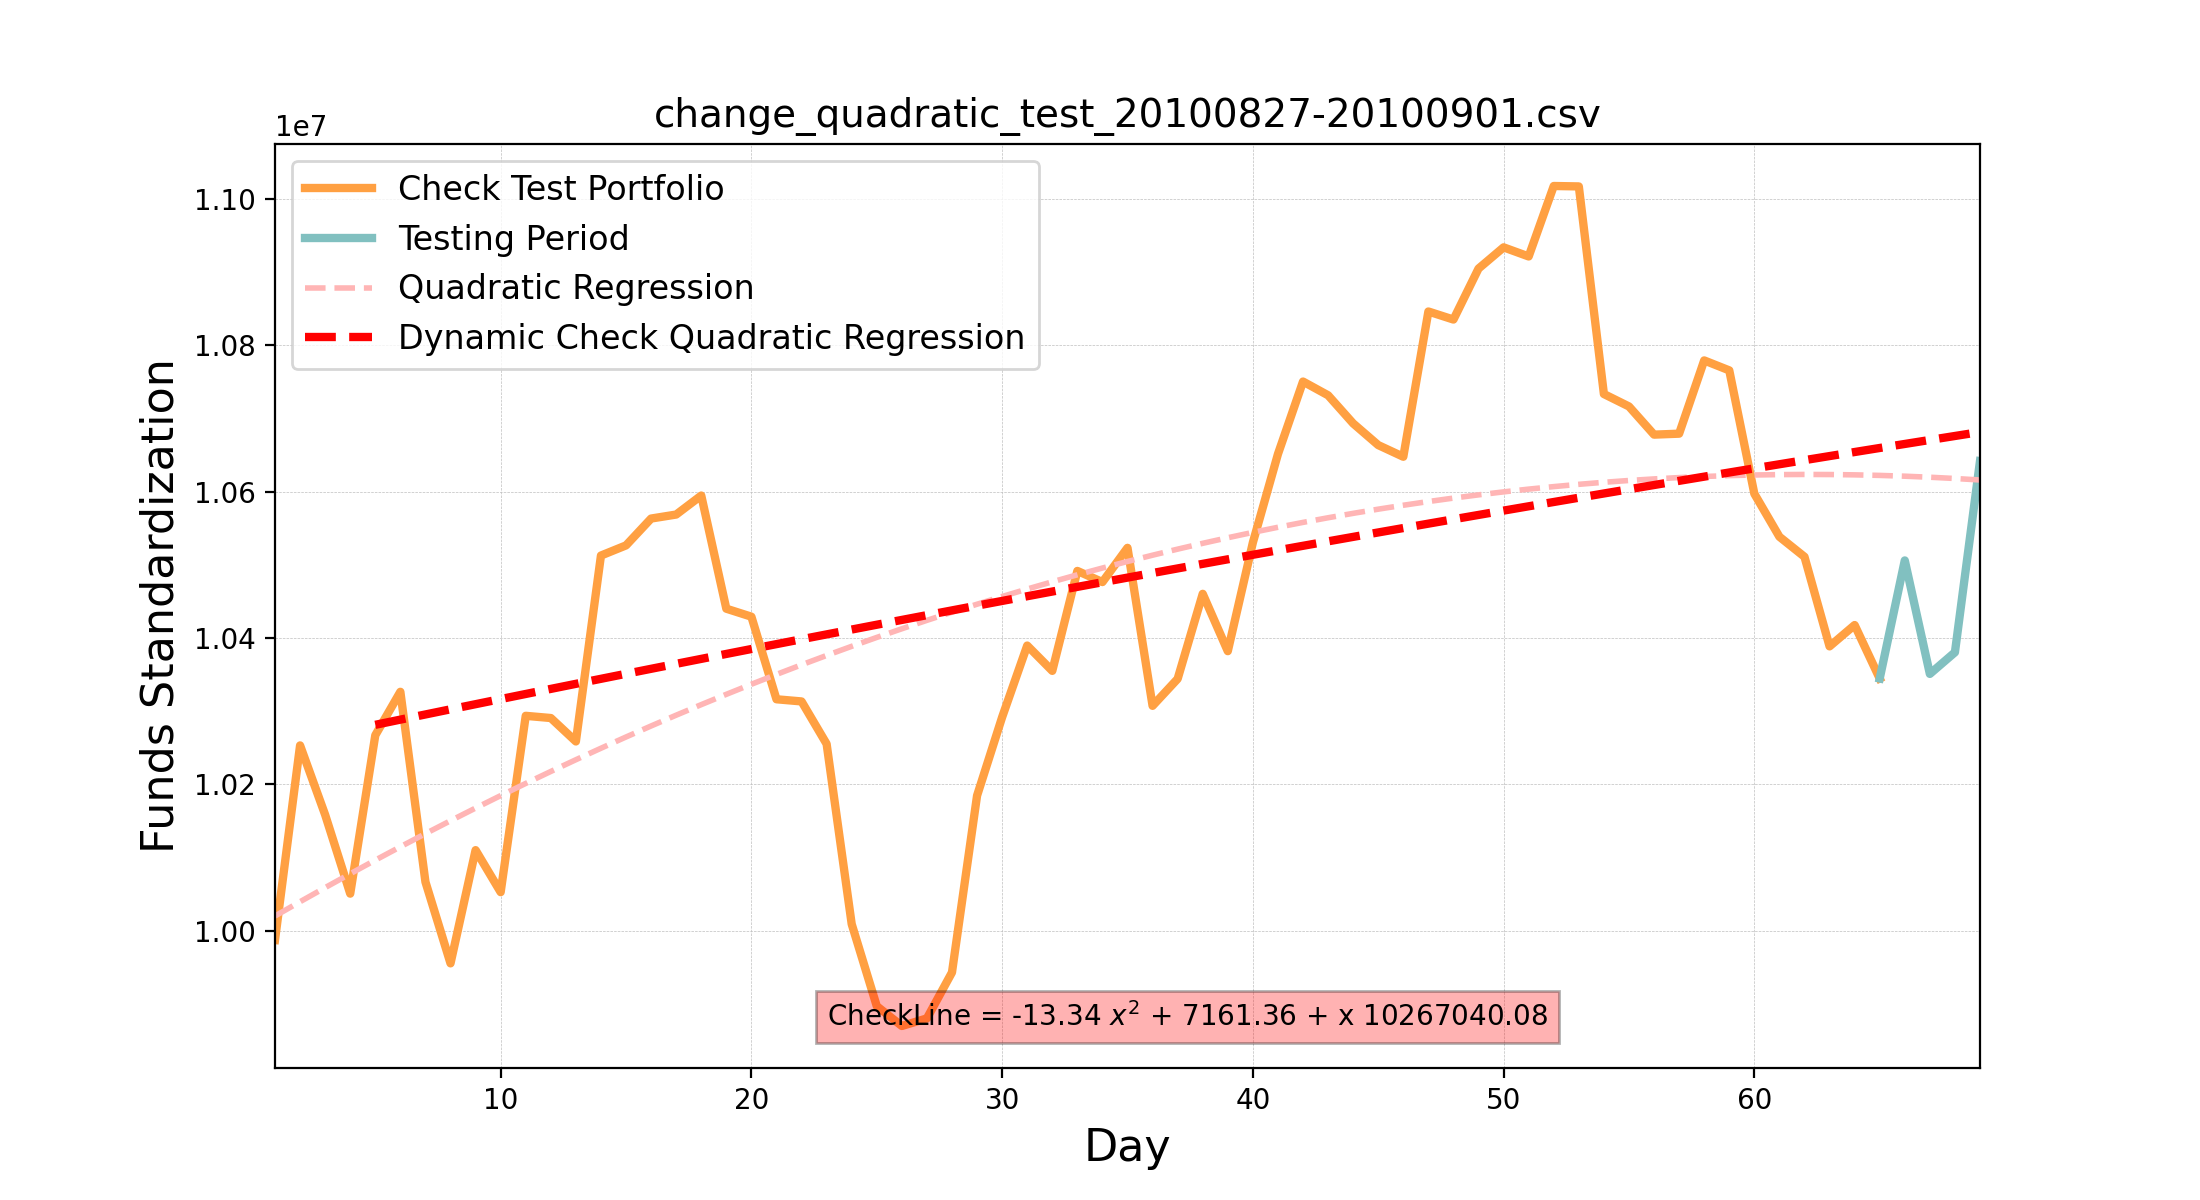 change_quadratic_test_20100827-20100901.csv
1e7
Check Test Portfolio
Testing Period
Quadratic Regression
Dynamic Check Quadratic Regression
1.10
1.08
1.06
1.04
1.02
1.00
Funds Standardization
CheckLine = -13.34 x² + 7161.36 + x 10267040.08
10 20 30 40 50 60
Day